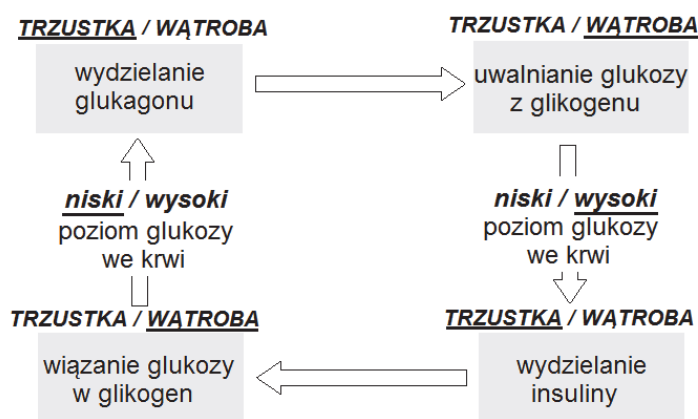 TRZUSTKA / WĄTROBA
wydzielanie
glukagonu
TRZUSTKA / WĄTROBA
uwalnianie glukozy
z glikogenu
niski / wysoki
poziom glukozy
we krwi
niski / wysoki
poziom glukozy
we krwi
TRZUSTKA / WĄTROBA
wiązanie glukozy
w glikogen
TRZUSTKA / WĄTROBA
wydzielanie
insuliny